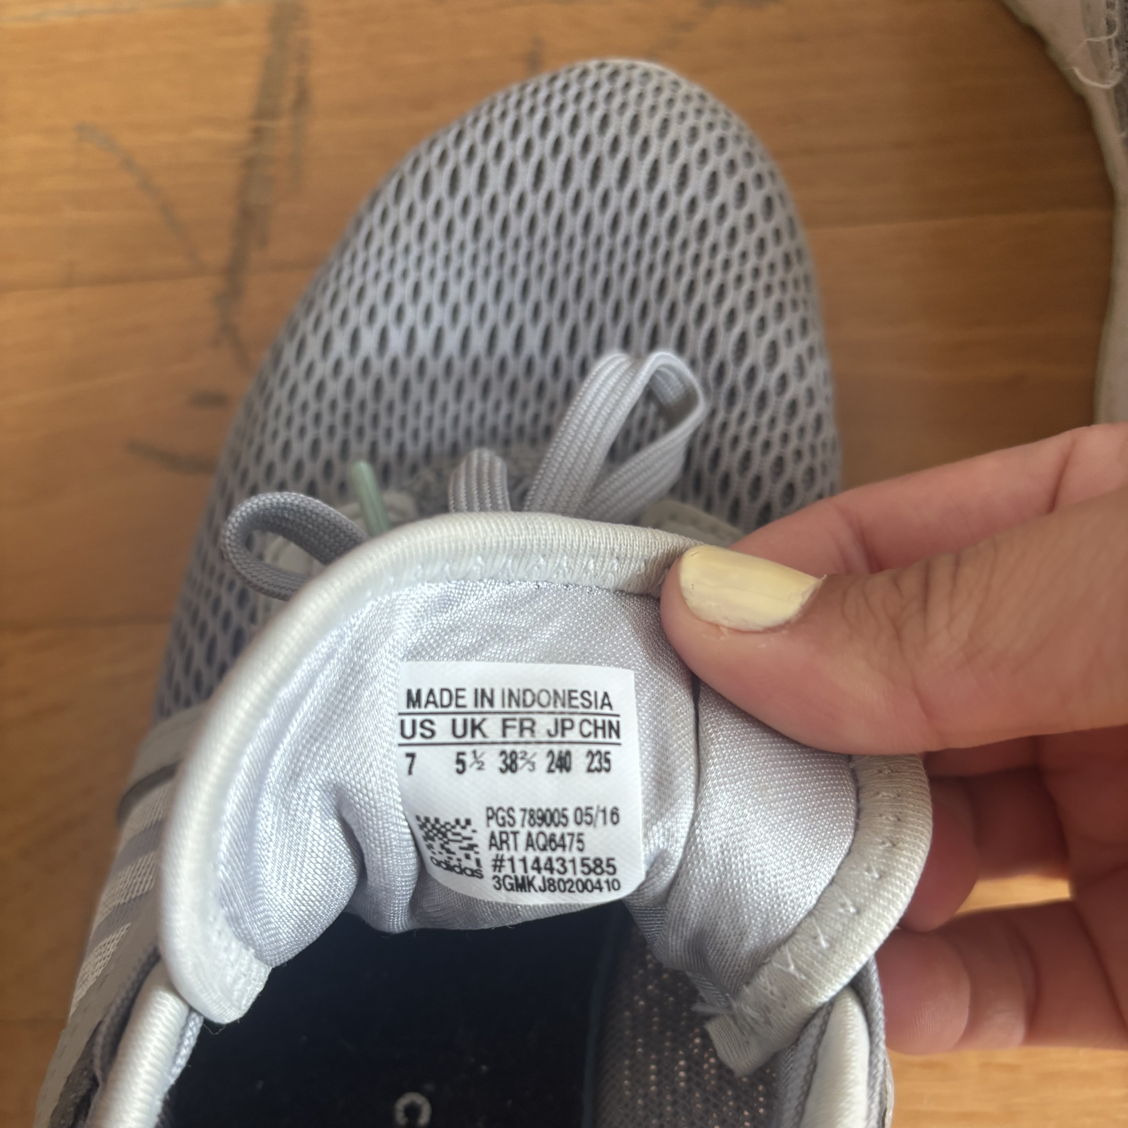 MADE IN INDONESIA
US UK FR JP CHN
7 5½ 38⅔ 240 235
PGS 789005 05/16
ART AQ6475
adidas
#114431585
3GMKJ80200410